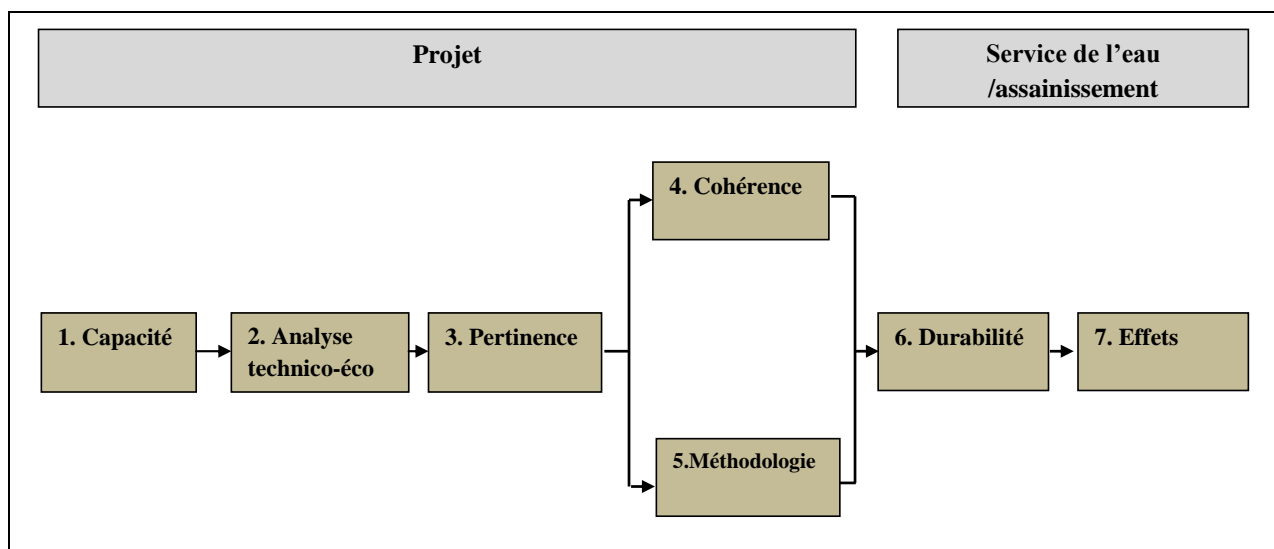 Projet
Service de l’eau
/assainissement
4. Cohérence
1. Capacité
2. Analyse
technico-éco
3. Pertinence
6. Durabilité
7. Effets
5.Méthodologie